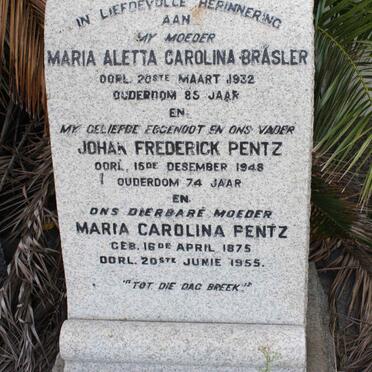 IN LIEFDEVOLLE HERINNERING
AAN
MY MOEDER
MARIA ALETTA CAROLINA BRÄSLER
OORL. 20STE MAART 1932
OUDERDOM 85 JAAR
EN
MY GELIEFDE EGGENOOT EN ONS VADER
JOHAN FREDERICK PENTZ
OORL. 15DE DESEMBER 1948
OUDERDOM 74 JAAR
EN
ONS DIERBARE MOEDER
MARIA CAROLINA PENTZ
GEB. 16DE APRIL 1875
OORL. 20STE JUNIE 1955.
"TOT DIE DAG BREEK"